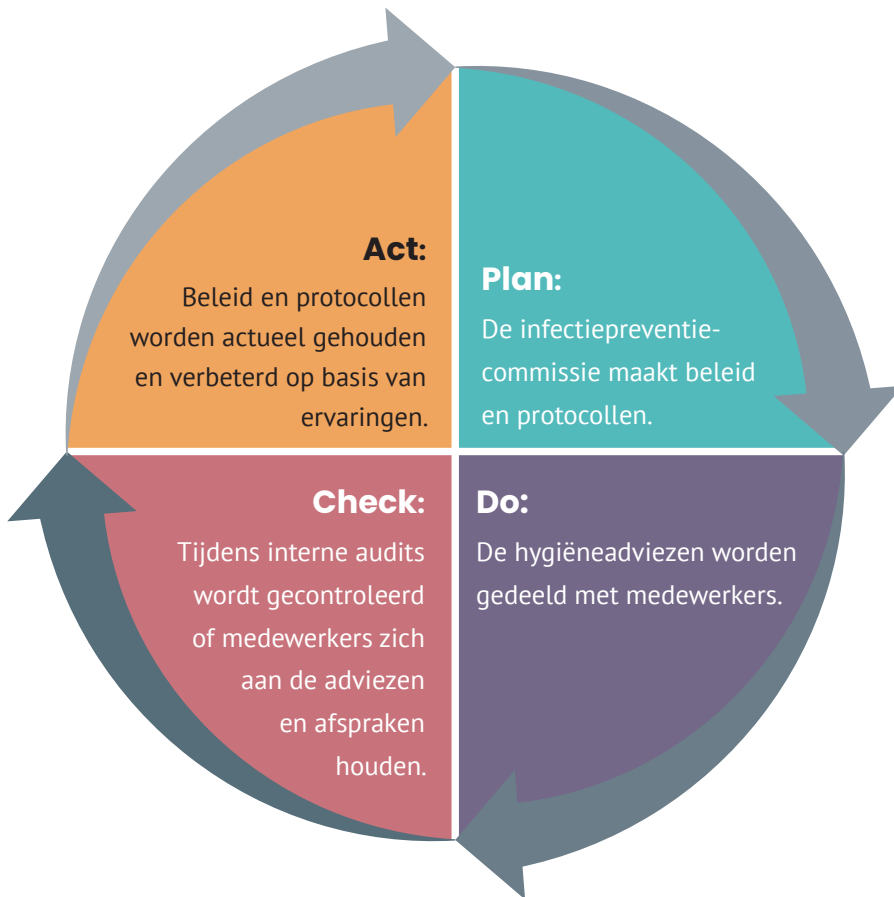 Act:
Beleid en protocollen
worden actueel gehouden
en verbeterd op basis van
ervaringen.
Plan:
De infectiepreventie-
commissie maakt beleid
en protocollen.
Check:
Tijdens interne audits
wordt gecontroleerd
of medewerkers zich
aan de adviezen
en afspraken
houden.
Do:
De hygiëneadviezen worden
gedeeld met medewerkers.